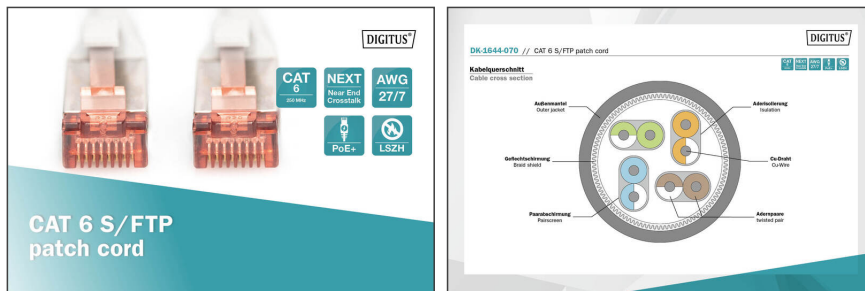 DIGITUS®
CAT
6
250 MHz
NEXT
Near End
Crosstalk
AWG
27/7
PoE+
LSZH
CAT 6 S/FTP
patch cord
DIGITUS®
DK-1644-070 // CAT 6 S/FTP patch cord
Kabelquerschnitt
Cable cross section
Außenmantel
Outer jacket
Aderisolierung
Insulation
Geflechtschirmung
Braid shield
Cu-Draht
Cu-Wire
Paarabschirmung
Pairscreen
Adernpaare
twisted pair